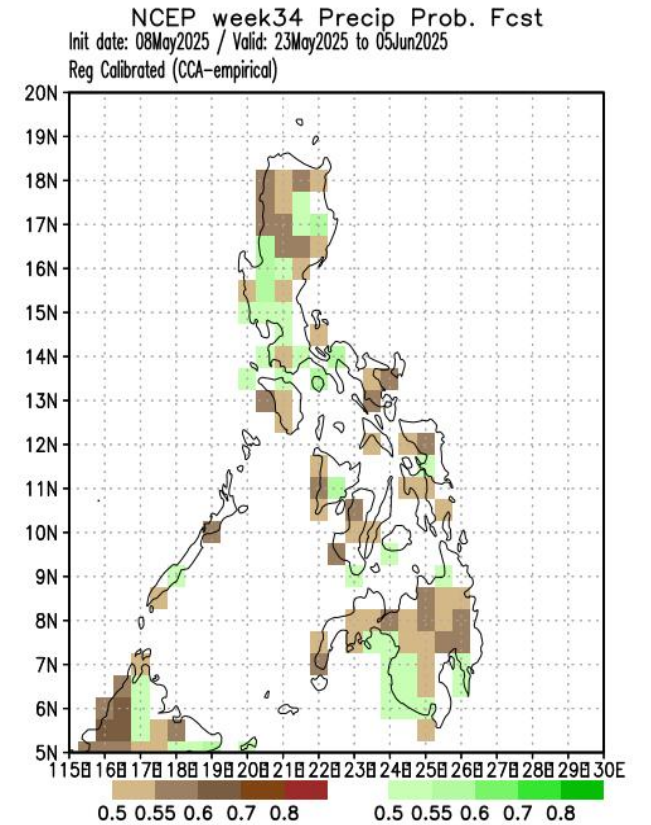 NCEP week34 Precip Prob. Fcst
Init date: 08May2025 / Valid: 23May2025 to 05Jun2025
Reg Calibrated (CCA-empirical)
20N
19N
18N
17N
16N
15N
14N
13N
12N
11N
10N
9N
8N
7N
6N
5N
115E 116E 117E 118E 119E 120E 121E 122E 123E 124E 125E 126E 127E 128E 129E 130E
0.5 0.55 0.6 0.7 0.8 0.5 0.55 0.6 0.7 0.8